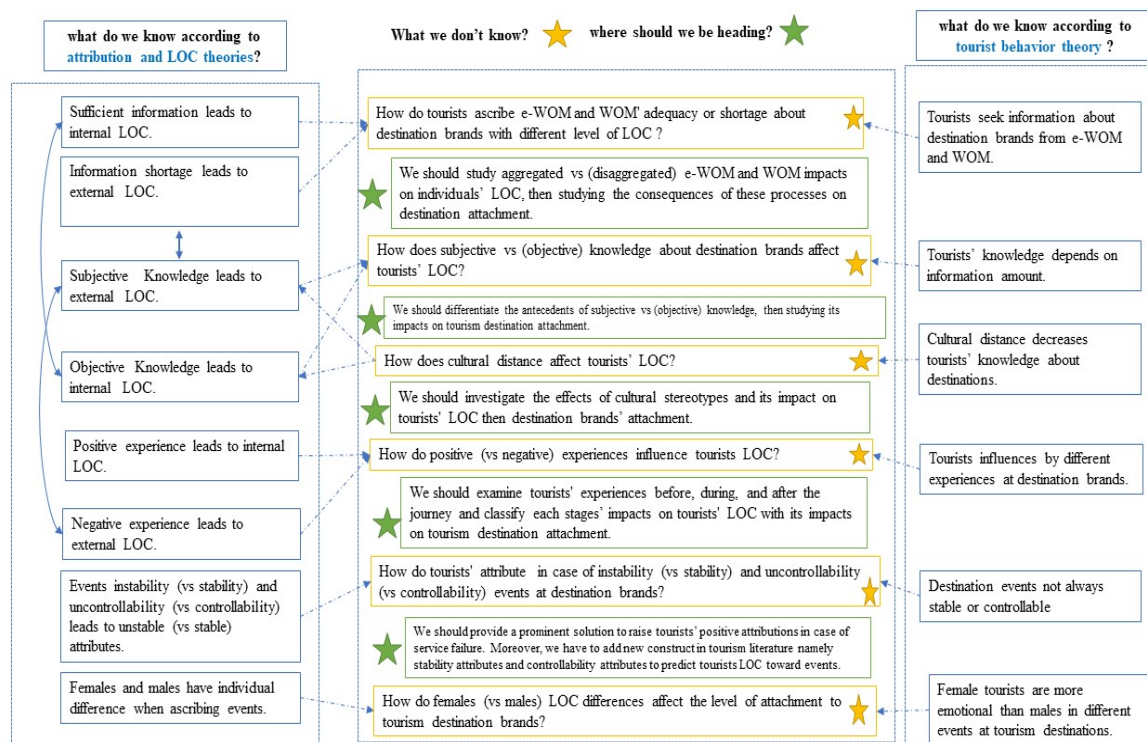 what do we know according to
attribution and LOC theories?
What we don't know?
where should we be heading?
what do we know according to
tourist behavior theory ?
Sufficient information leads to
internal LOC.
Information shortage leads to
external LOC.
Subjective Knowledge leads to
external LOC.
Objective Knowledge leads to
internal LOC.
Positive experience leads to internal
LOC.
Negative experience leads to
external LOC.
Events instability (vs stability) and
uncontrollability (vs controllability)
leads to unstable (vs stable)
attributes.
Females and males have individual
difference when ascribing events.
How do tourists ascribe e-WOM and WOM' adequacy or shortage about
destination brands with different level of LOC ?
We should study aggregated vs (disaggregated) e-WOM and WOM impacts
on individuals' LOC, then studying the consequences of these processes on
destination attachment.
How does subjective vs (objective) knowledge about destination brands affect
tourists' LOC?
We should differentiate the antecedents of subjective vs (objective) knowledge, then studying its
impacts on tourism destination attachment.
How does cultural distance affect tourists' LOC?
We should investigate the effects of cultural stereotypes and its impact on
tourists' LOC then destination brands' attachment.
How do positive (vs negative) experiences influence tourists LOC?
We should examine tourists' experiences before, during, and after the
journey and classify each stages' impacts on tourists' LOC with its impacts
on tourism destination attachment.
How do tourists' attribute in case of instability (vs stability) and uncontrollability
(vs controllability) events at destination brands?
We should provide a prominent solution to raise tourists' positive attributions in case of
service failure. Moreover, we have to add new construct in tourism literature namely
stability attributes and controllability attributes to predict tourists LOC toward events.
How do females (vs males) LOC differences affect the level of attachment to
tourism destination brands?
Tourists seek information about
destination brands from e-WOM
and WOM.
Tourists' knowledge depends on
information amount.
Cultural distance decreases
tourists' knowledge about
destinations.
Tourists influences by different
experiences at destination brands.
Destination events not always
stable or controllable
Female tourists are more
emotional than males in different
events at tourism destinations.